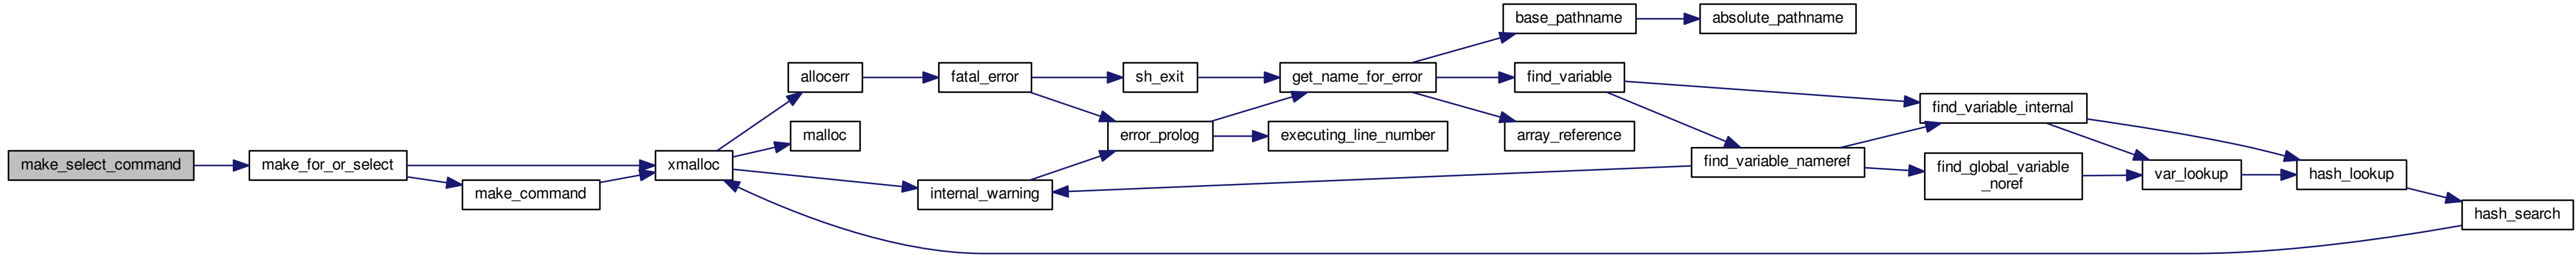 make_select_command
make_for_or_select
make_command
xmalloc
allocerr
malloc
internal_warning
fatal_error
sh_exit
error_prolog
get_name_for_error
executing_line_number
base_pathname
absolute_pathname
find_variable
array_reference
find_variable_nameref
find_variable_internal
find_global_variable
_noref
var_lookup
hash_lookup
hash_search